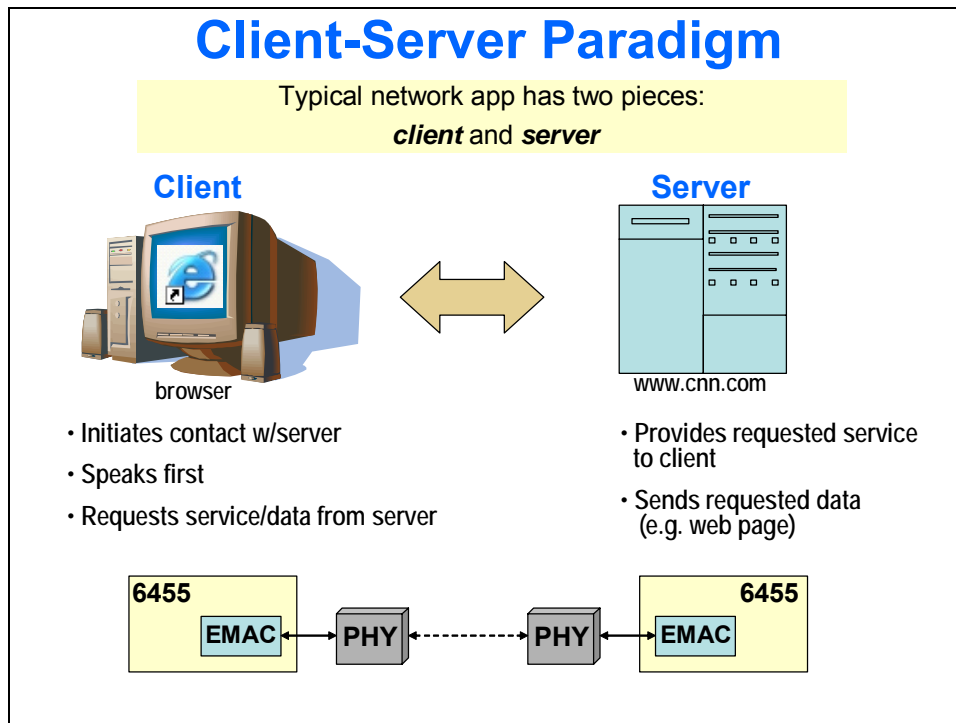 Client-Server Paradigm
Typical network app has two pieces:
client and server
Client
browser
• Initiates contact w/server
• Speaks first
• Requests service/data from server
Server
www.cnn.com
• Provides requested service
to client
• Sends requested data
(e.g. web page)
6455
EMAC
PHY
PHY
EMAC
6455